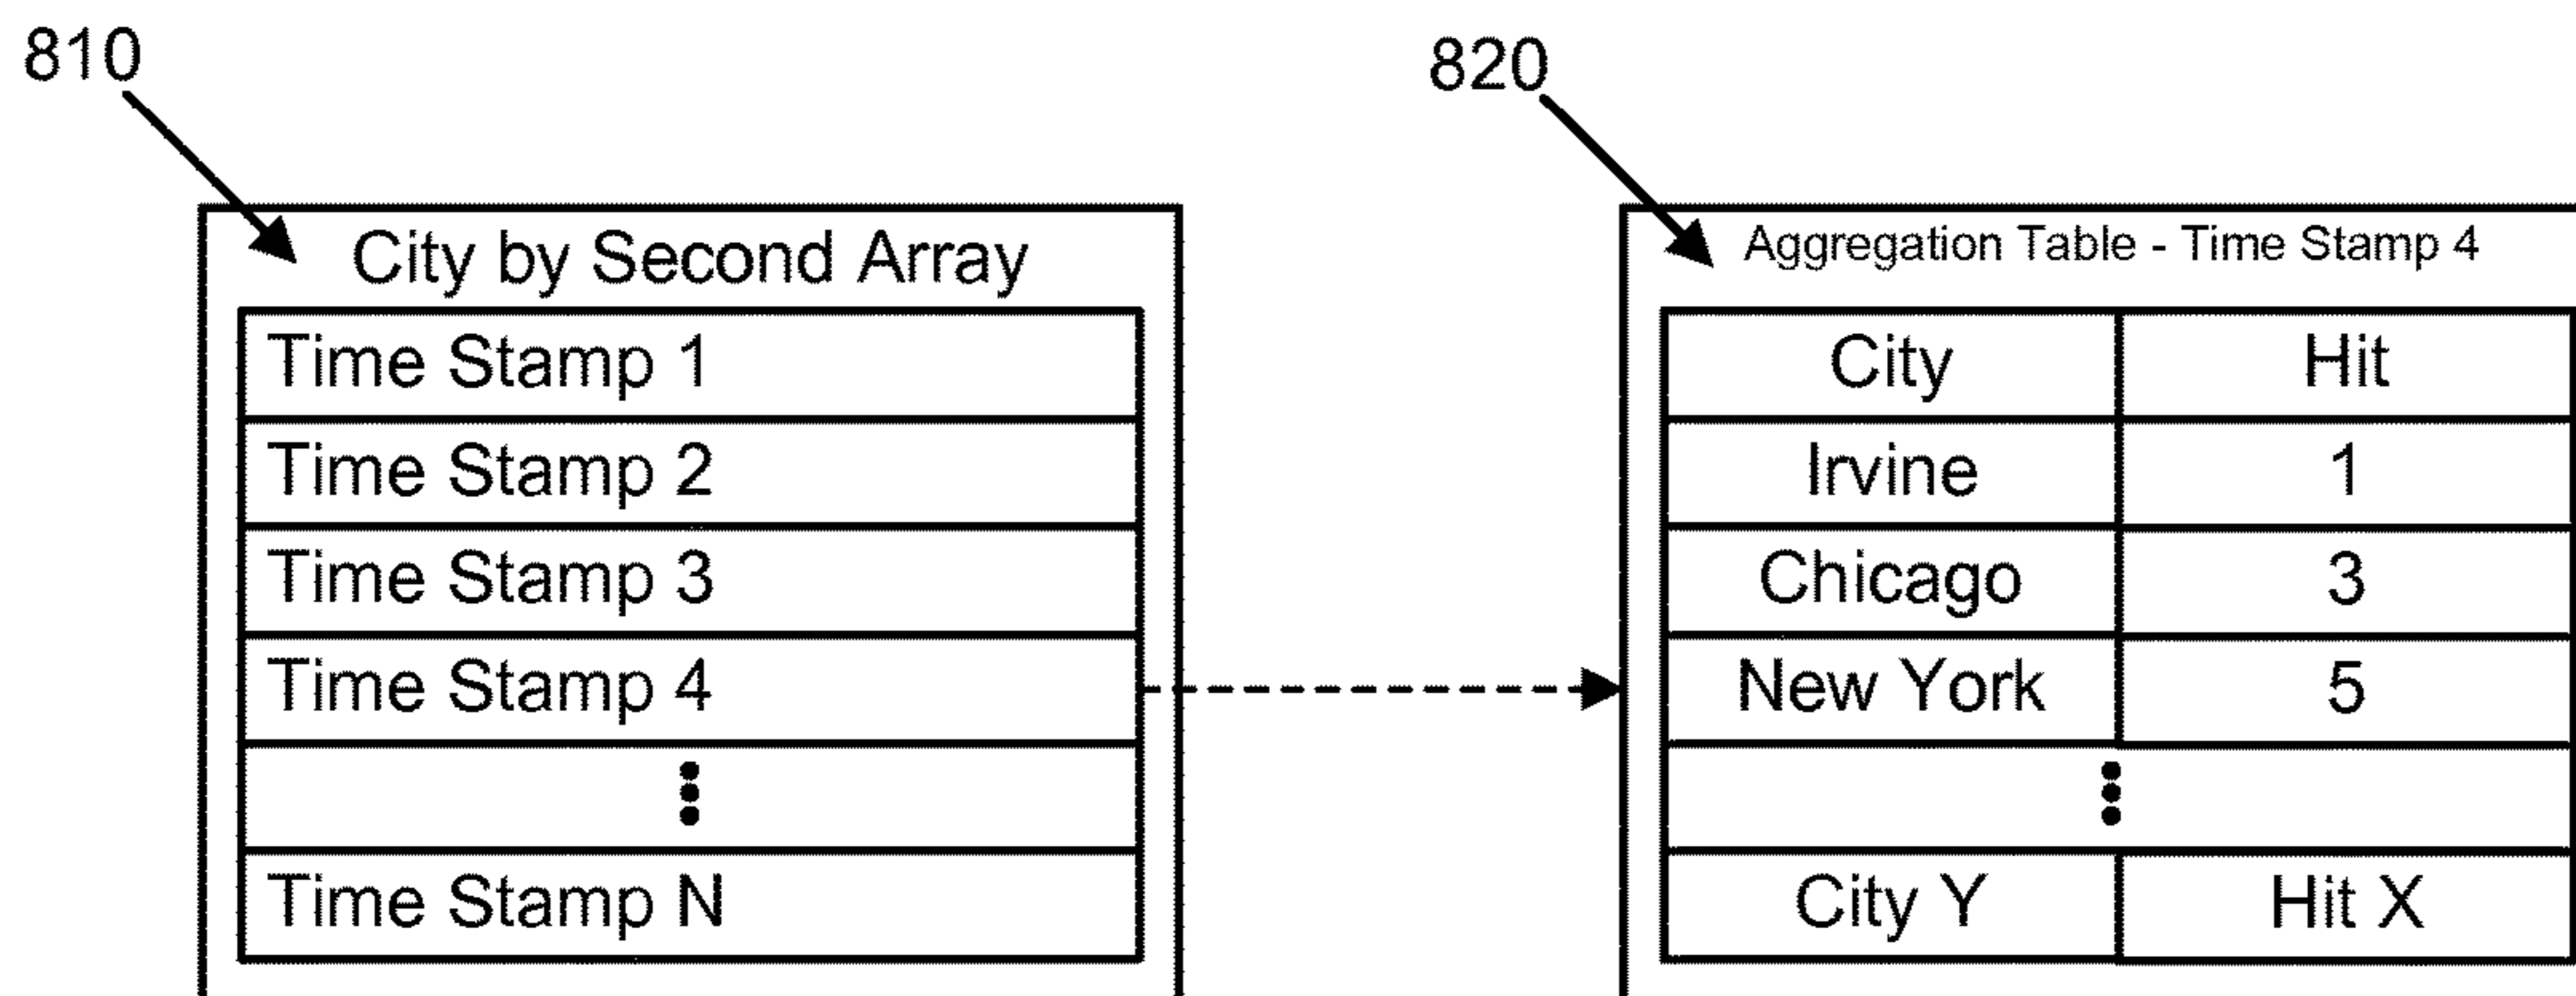 810
820
City by Second Array
Time Stamp 1
Time Stamp 2
Time Stamp 3
Time Stamp 4
Time Stamp N
Aggregation Table - Time Stamp 4
City Hit
Irvine 1
Chicago 3
New York 5
City Y Hit X